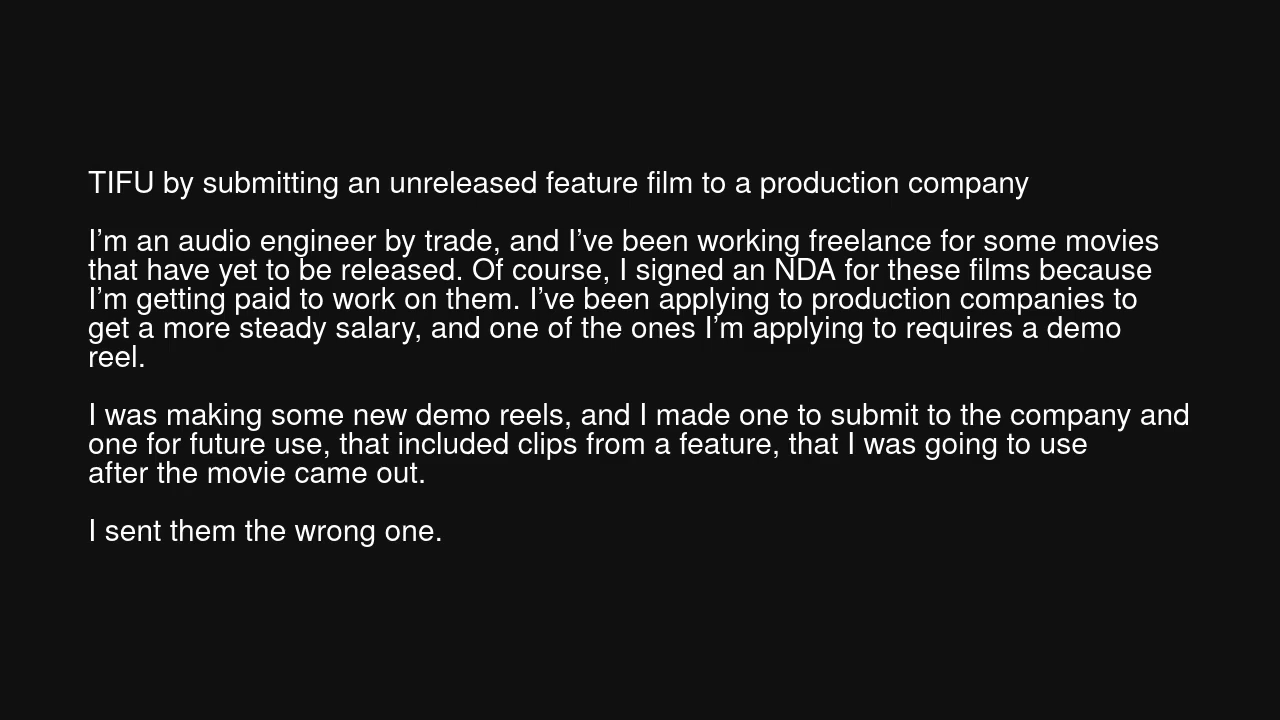 TIFU by submitting an unreleased feature film to a production company
I’m an audio engineer by trade, and I’ve been working freelance for some movies
that have yet to be released. Of course, I signed an NDA for these films because
I’m getting paid to work on them. I’ve been applying to production companies to
get a more steady salary, and one of the ones I’m applying to requires a demo
reel.
I was making some new demo reels, and I made one to submit to the company and
one for future use, that included clips from a feature, that I was going to use
after the movie came out.
I sent them the wrong one.